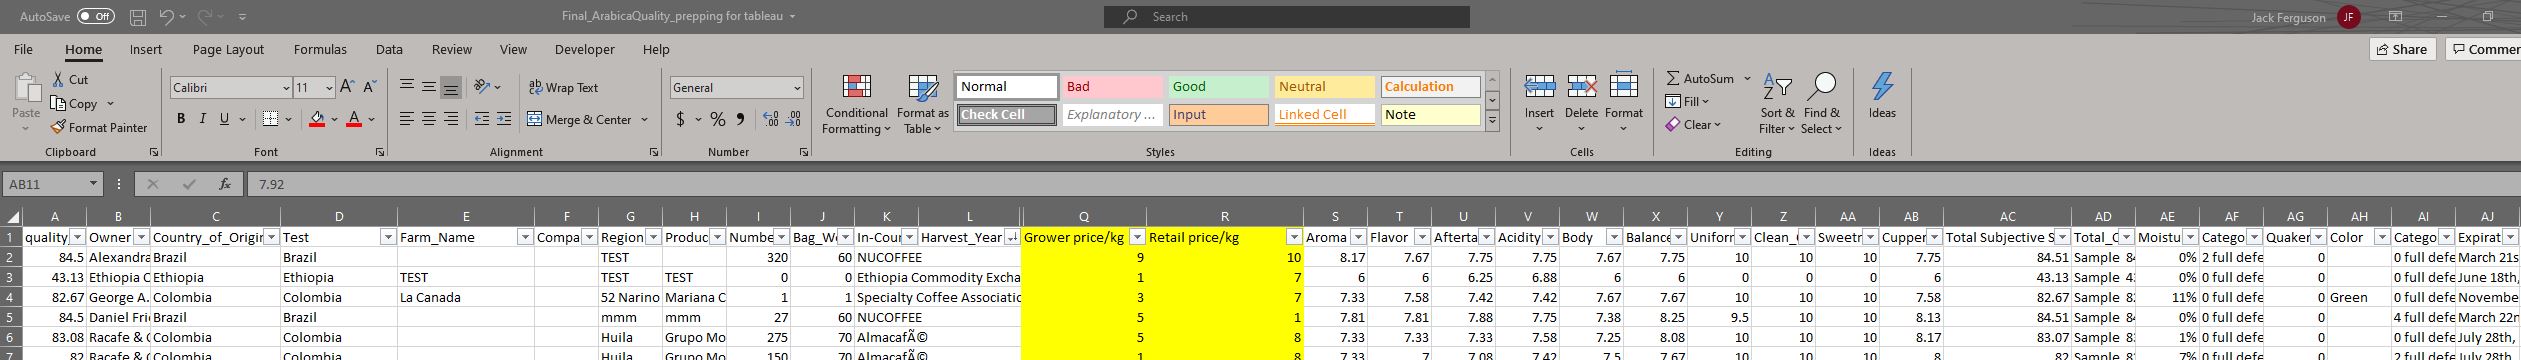 AutoSave Off Final_ArabicaQuality_prepping for tableau Search Jack Ferguson JF
File Home Insert Page Layout Formulas Data Review View Developer Help Share Commen
Paste Cut Copy Format Painter Clipboard
Calibri 11 A A B I U A Font
Wrap Text Merge & Center Alignment
General $ % Number
Conditional Formatting Format as Table
Normal Bad Good Neutral Calculation
Check Cell Explanatory ... Input Linked Cell Note
Styles
Insert Delete Format Cells
AutoSum Fill Clear Sort & Filter Find & Select Editing
Ideas Ideas
AB11 fx 7.92
A B C D E F G H I J K L Q R S T U V W X Y Z AA AB AC AD AE AF AG AH AI AJ
1 quality Owner Country_of_Origin Test Farm_Name Compa Region Produc Numbe Bag_We In-Cour Harvest_Year Grower price/kg Retail price/kg Aroma Flavor Afterta Acidity Body Balance Uniforn Clean_ Sweetn Cupper Total Subjective S Total_C Moistu Catego Quaker Color Catego Expirat
2 84.5 Alexandra Brazil Brazil TEST 320 60 NUCOFFEE 9 10 8.17 7.67 7.75 7.75 7.67 7.75 10 10 10 7.75 84.51 Sample 84 0% 2 full defe 0 0 full defe March 21s
3 43.13 Ethiopia C Ethiopia Ethiopia TEST TEST TEST 0 0 Ethiopia Commodity Excha 1 7 6 6 6.25 6.88 6 6 0 0 0 6 43.13 Sample 43 0% 0 full defe 0 0 full defe June 18th,
4 82.67 George A. Colombia Colombia La Canada 52 Narino Mariana C 1 1 Specialty Coffee Associatio 3 7 7.33 7.58 7.42 7.42 7.67 7.67 10 10 10 7.58 82.67 Sample 82 11% 0 full defe 0 Green 0 full defe Novembe
5 84.5 Daniel Frie Brazil Brazil mmm mmm 27 60 NUCOFFEE 5 1 7.81 7.81 7.88 7.75 7.38 8.25 9.5 10 10 8.13 84.51 Sample 84 0% 0 full defe 0 4 full defe March 22n
6 83.08 Racafe & C Colombia Colombia Huila Grupo Mo 275 70 AlmacafÃ© 5 8 7.33 7.33 7.33 7.58 7.25 8.08 10 10 10 8.17 83.07 Sample 83 1% 0 full defe 0 0 full defe July 28th,
7 82 Racafe & C Colombia Colombia Huila Grupo Mo 150 70 AlmacafÃ© 1 8 7.33 7 7.08 7.42 7.5 7.67 10 10 10 8 82 Sample 82 7% 0 full defe 0 2 full defe July 28th,